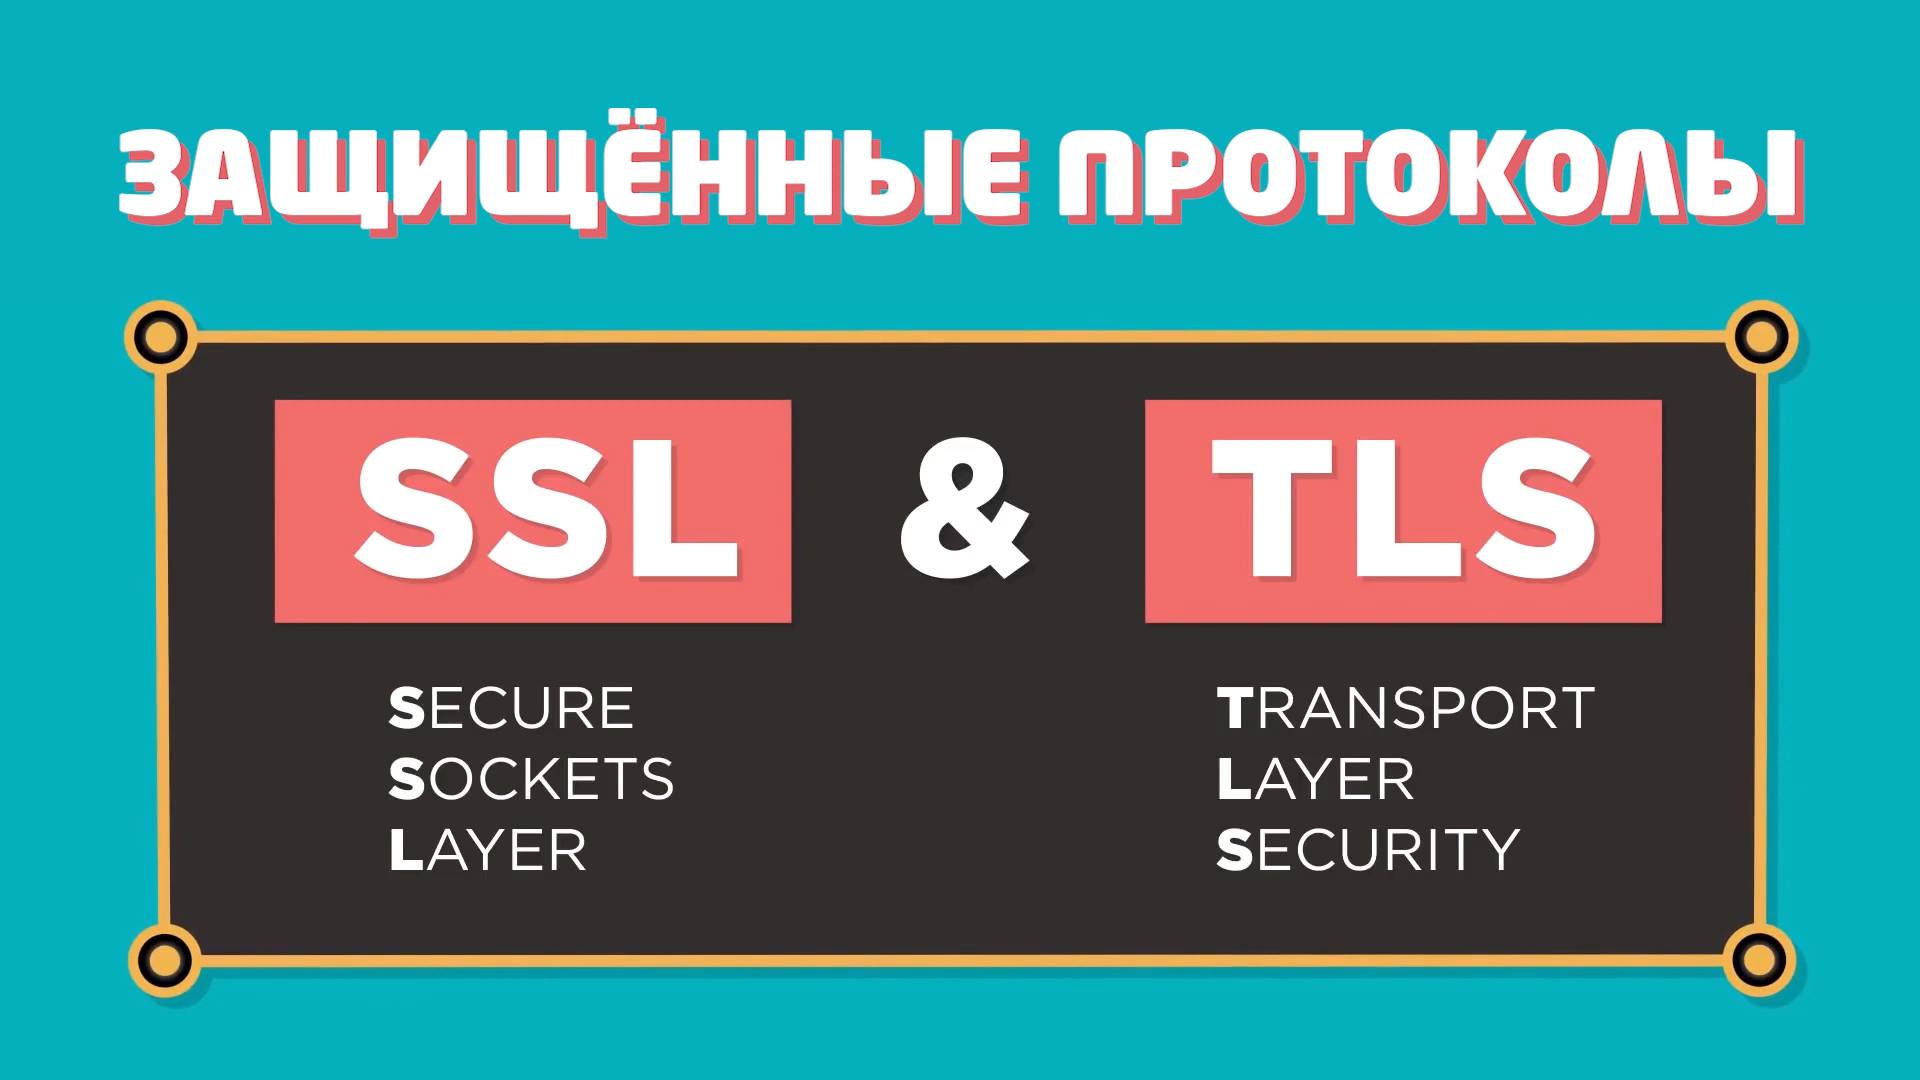 ЗАЩИЩЁННЫЕ ПРОТОКОЛЫ
SSL & TLS
SECURE
SOCKETS
LAYER
TRANSPORT
LAYER
SECURITY